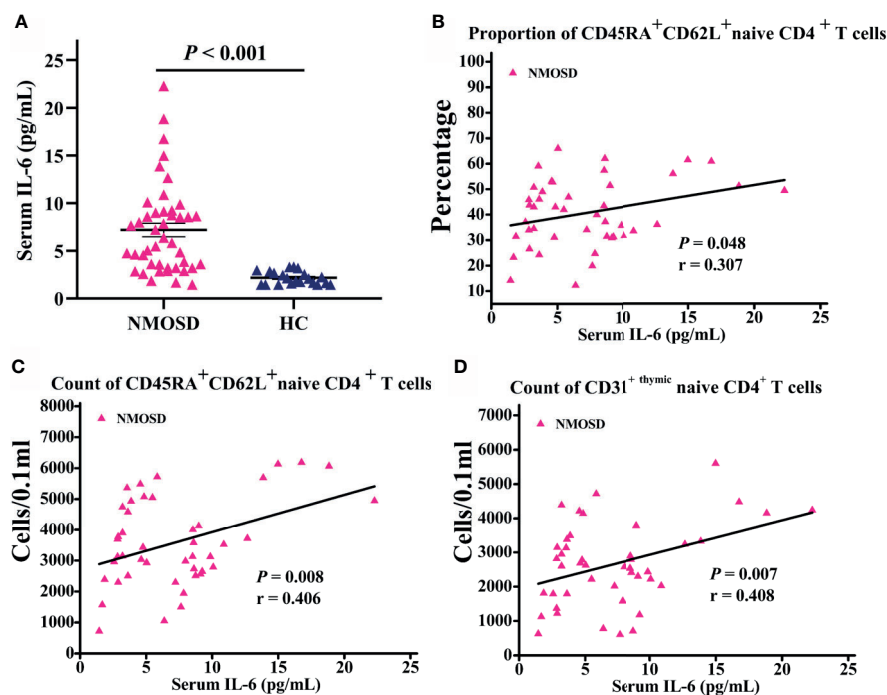 A
P < 0.001
Serum IL-6 (pg/mL)
25
20
15
10
5
0
NMOSD
HC
B
Proportion of CD45RA+CD62L+naive CD4 + T cells
NMOSD
Percentage
100
90
80
70
60
50
40
30
20
10
P = 0.048
r = 0.307
0
5
10
15
20
25
Serum IL-6 (pg/mL)
C
Count of CD45RA+CD62L+naive CD4 + T cells
NMOSD
Cells/0.1ml
8000
7000
6000
5000
4000
3000
2000
1000
0
P = 0.008
r = 0.406
0
5
10
15
20
25
Serum IL-6 (pg/mL)
D
Count of CD31+ thymic naive CD4+ T cells
NMOSD
Cells/0.1ml
7000
6000
5000
4000
3000
2000
1000
0
P = 0.007
r = 0.408
0
5
10
15
20
25
Serum IL-6 (pg/mL)